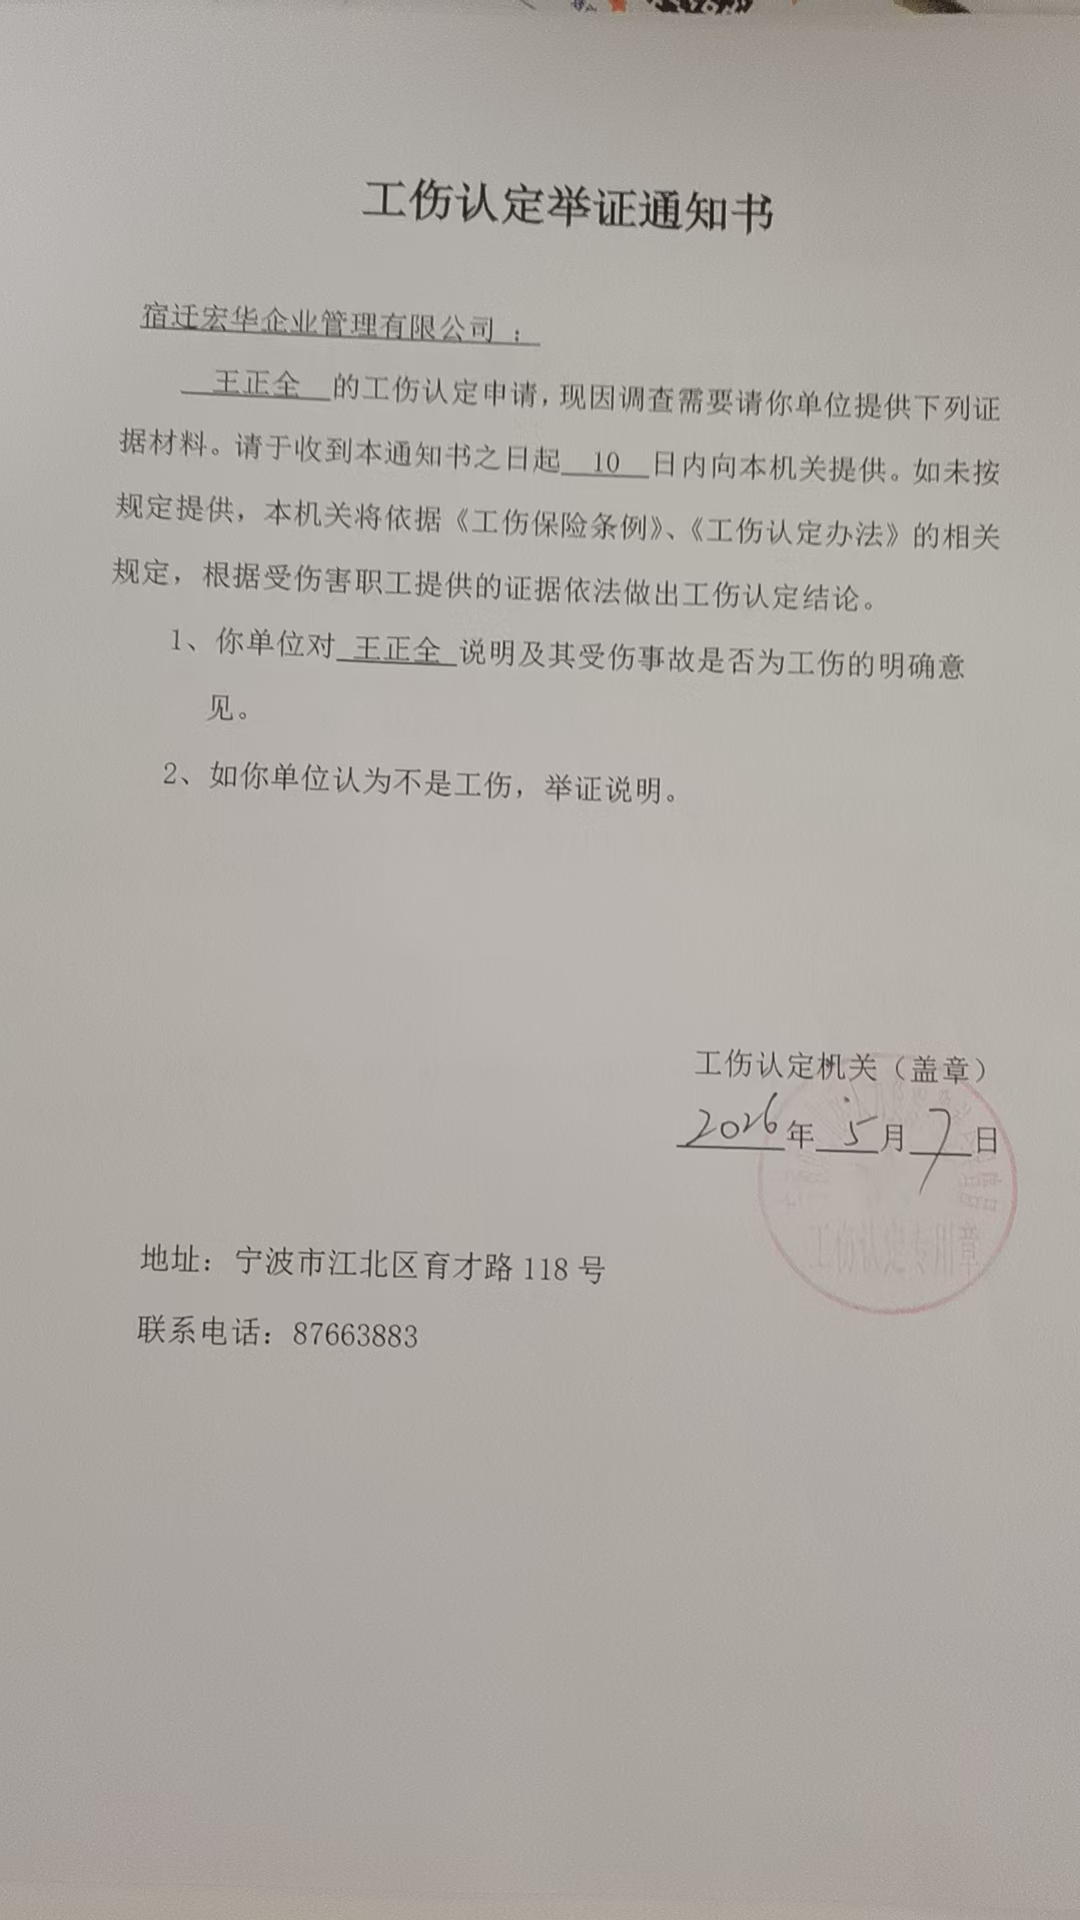 工伤认定举证通知书
宿迁宏华企业管理有限公司 :
王正全 的工伤认定申请，现因调查需要请你单位提供下列证
据材料。请于收到本通知书之日起 10 日内向本机关提供。如未按
规定提供，本机关将依据《工伤保险条例》、《工伤认定办法》的相关
规定，根据受伤害职工提供的证据依法做出工伤认定结论。
1、你单位对 王正全 说明及其受伤事故是否为工伤的明确意
见。
2、如你单位认为不是工伤，举证说明。
工伤认定机关（盖章）
2026年 5月 7日
工伤认定专用章
地址：宁波市江北区育才路 118 号
联系电话：87663883